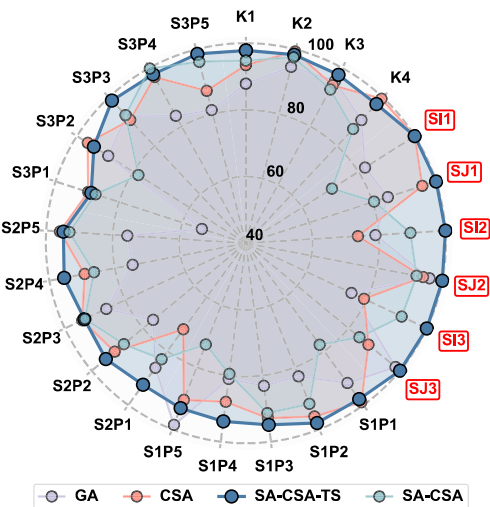 K1
K2
K3
K4
SI1
SJ1
SI2
SJ2
SI3
SJ3
S1P1
S1P2
S1P3
S1P4
S1P5
S2P1
S2P2
S2P3
S2P4
S2P5
S3P1
S3P2
S3P3
S3P4
S3P5
100
80
60
40
GA CSA SA-CSA-TS SA-CSA